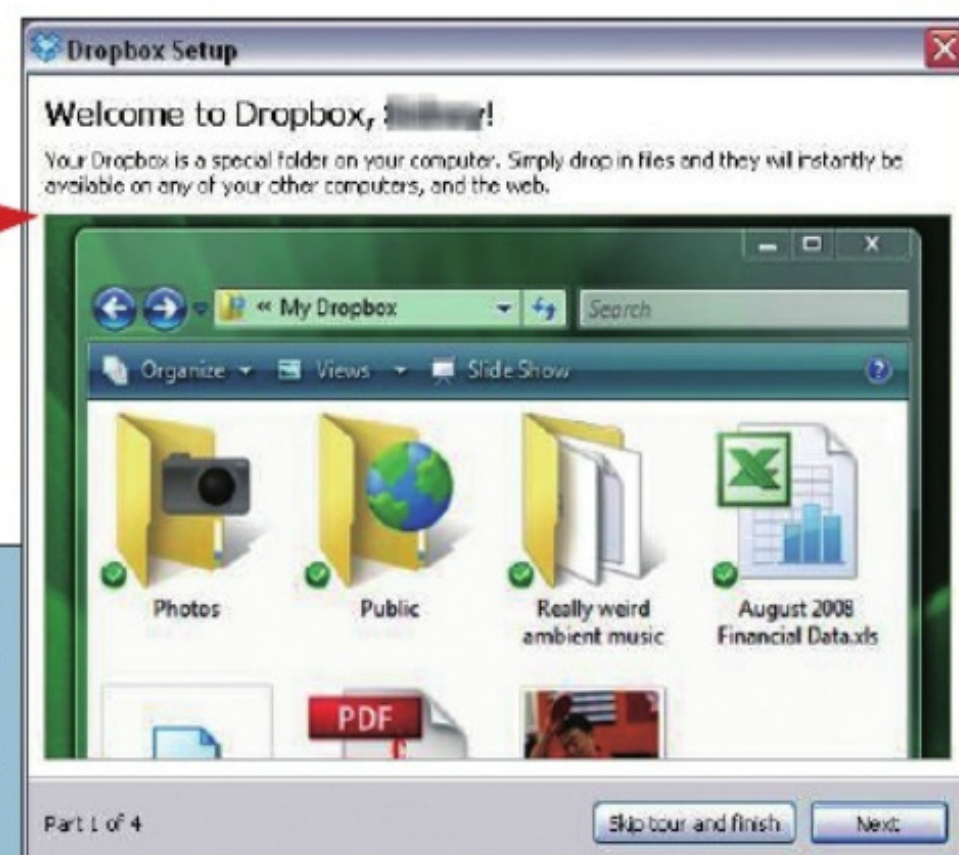 Dropbox Setup
Welcome to Dropbox, !
Your Dropbox is a special folder on your computer. Simply drop in files and they will instantly be
available on any of your other computers, and the web.
« My Dropbox
Search
Organize
Views
Slide Show
Photos
Public
Really weird
ambient music
August 2008
Financial Data.xls
PDF
Part 1 of 4
Skip tour and finish
Next